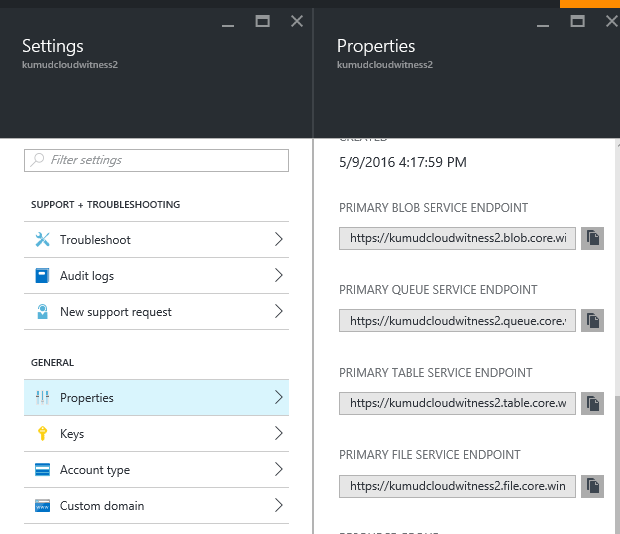 Settings
kumudcloudwitness2
Filter settings
SUPPORT + TROUBLESHOOTING
Troubleshoot
Audit logs
New support request
GENERAL
Properties
Keys
Account type
Custom domain
Properties
kumudcloudwitness2
CREATED
5/9/2016 4:17:59 PM
PRIMARY BLOB SERVICE ENDPOINT
https://kumudcloudwitness2.blob.core.wi
PRIMARY QUEUE SERVICE ENDPOINT
https://kumudcloudwitness2.queue.core.
PRIMARY TABLE SERVICE ENDPOINT
https://kumudcloudwitness2.table.core.w
PRIMARY FILE SERVICE ENDPOINT
https://kumudcloudwitness2.file.core.win
RESOURCE GROUP